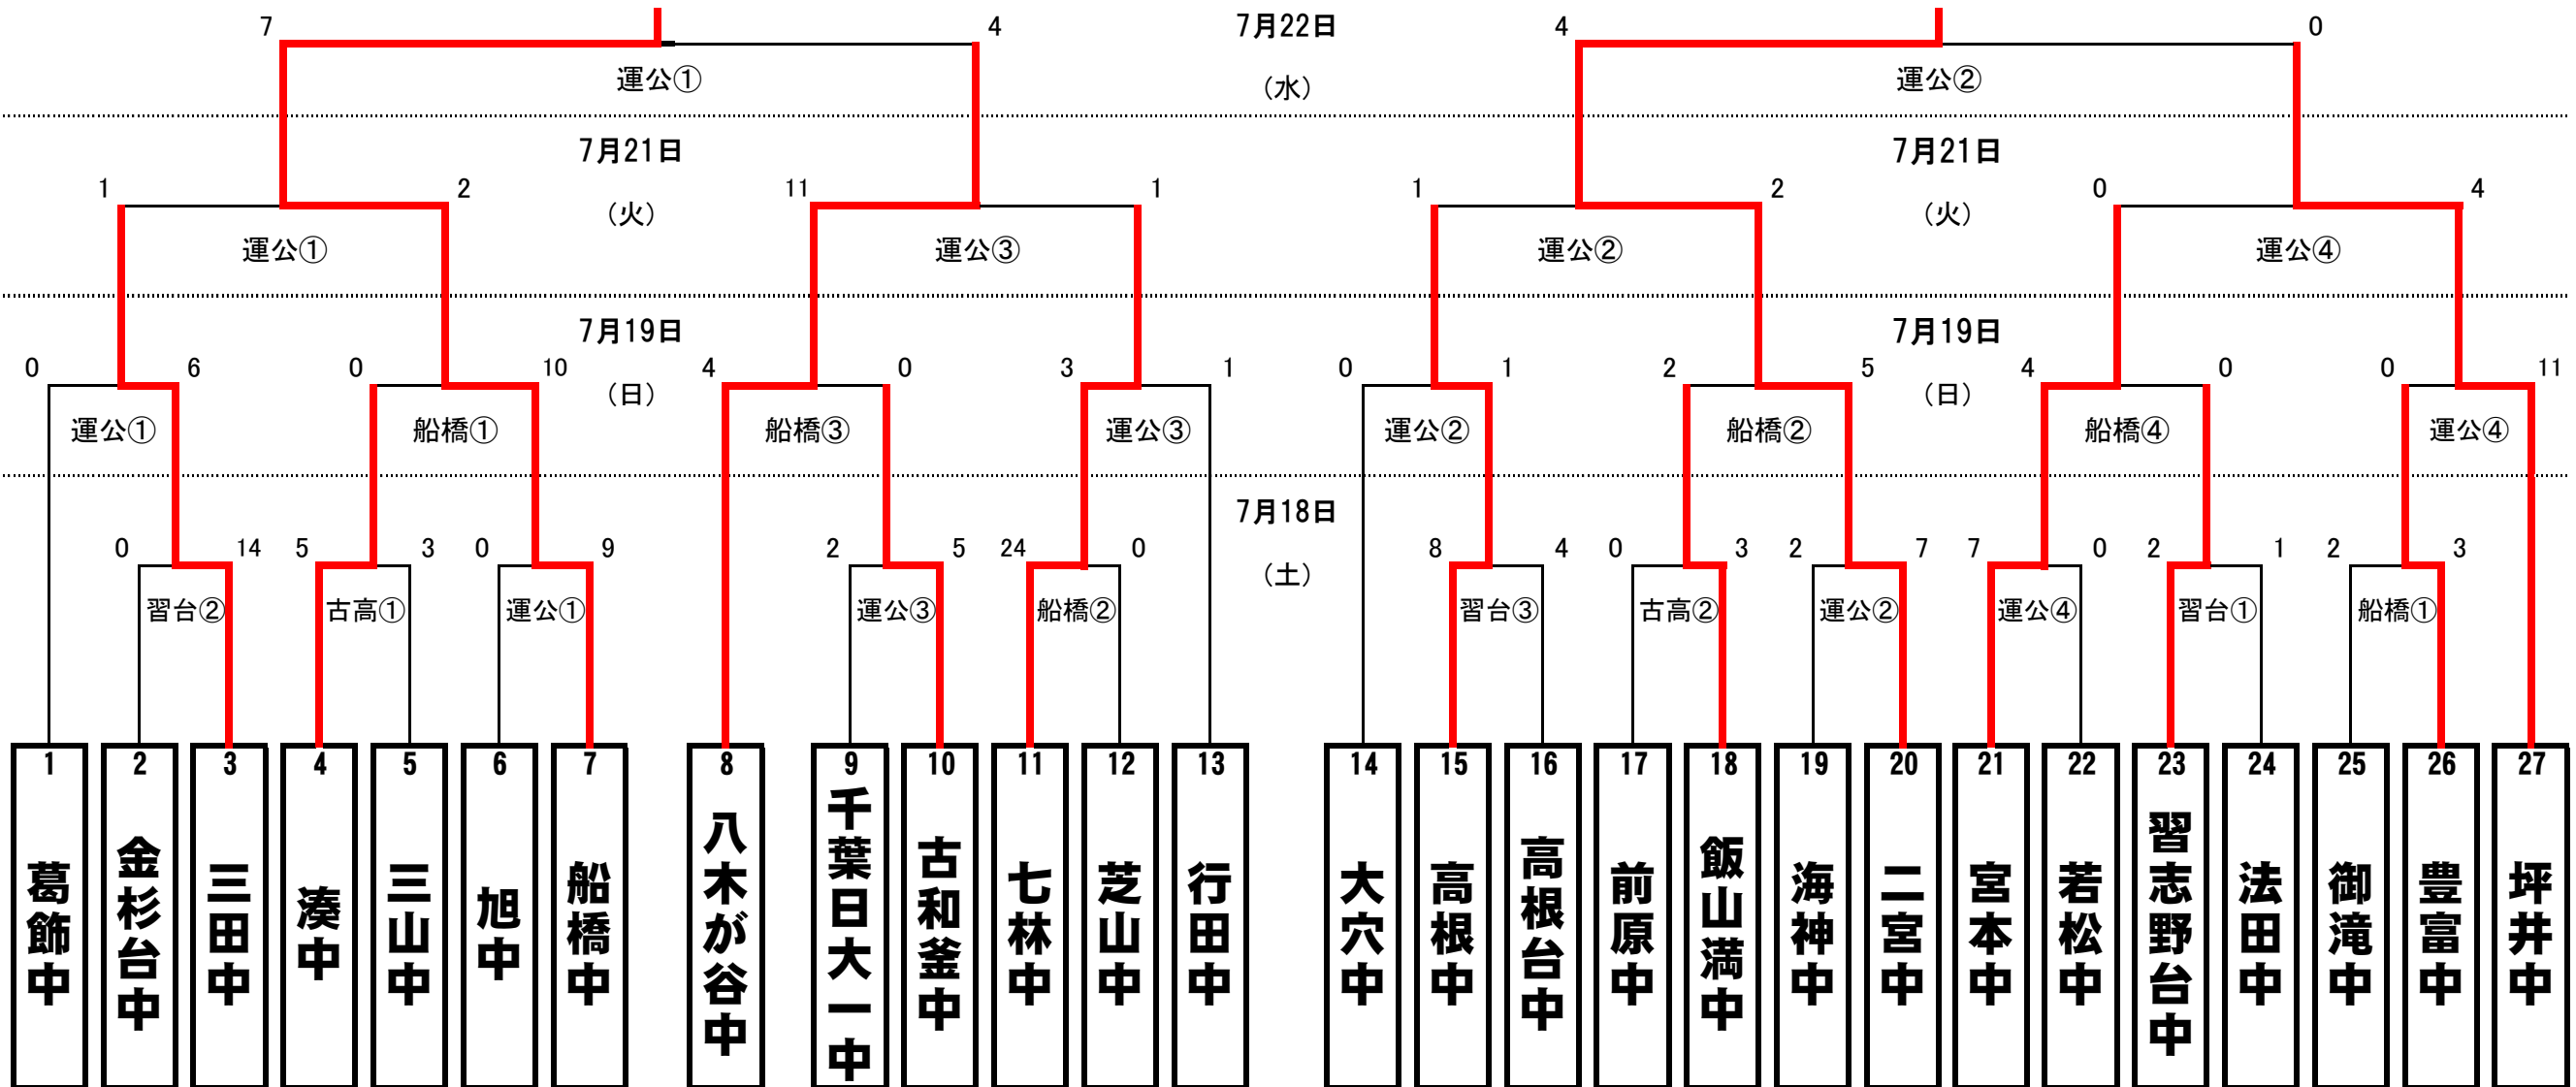 7 4 7月22日 4 0
運公① (水) 運公②
7月21日 7月21日
1 2 (火) 11 1 1 2 (火) 0 4
運公① 運公③ 運公② 運公④
7月19日 7月19日
0 6 0 10 (日) 4 0 3 1 0 1 2 5 (日) 4 0 0 11
運公① 船橋① 船橋③ 運公③ 運公② 船橋② 船橋④ 運公④
7月18日
0 14 5 3 0 9 2 5 24 0 (土) 8 4 0 3 2 7 7 0 2 1 2 3
習台② 古高① 運公① 運公③ 船橋② 習台③ 古高② 運公② 運公④ 習台① 船橋①
1 2 3 4 5 6 7 8 9 10 11 12 13 14 15 16 17 18 19 20 21 22 23 24 25 26 27
葛飾中
金杉台中
三田中
湊中
三山中
旭中
船橋中
八木が谷中
千葉日大一中
古和釜中
七林中
芝山中
行田中
大穴中
高根中
高根台中
前原中
飯山満中
海神中
二宮中
宮本中
若松中
習志野台中
法田中
御滝中
豊富中
坪井中